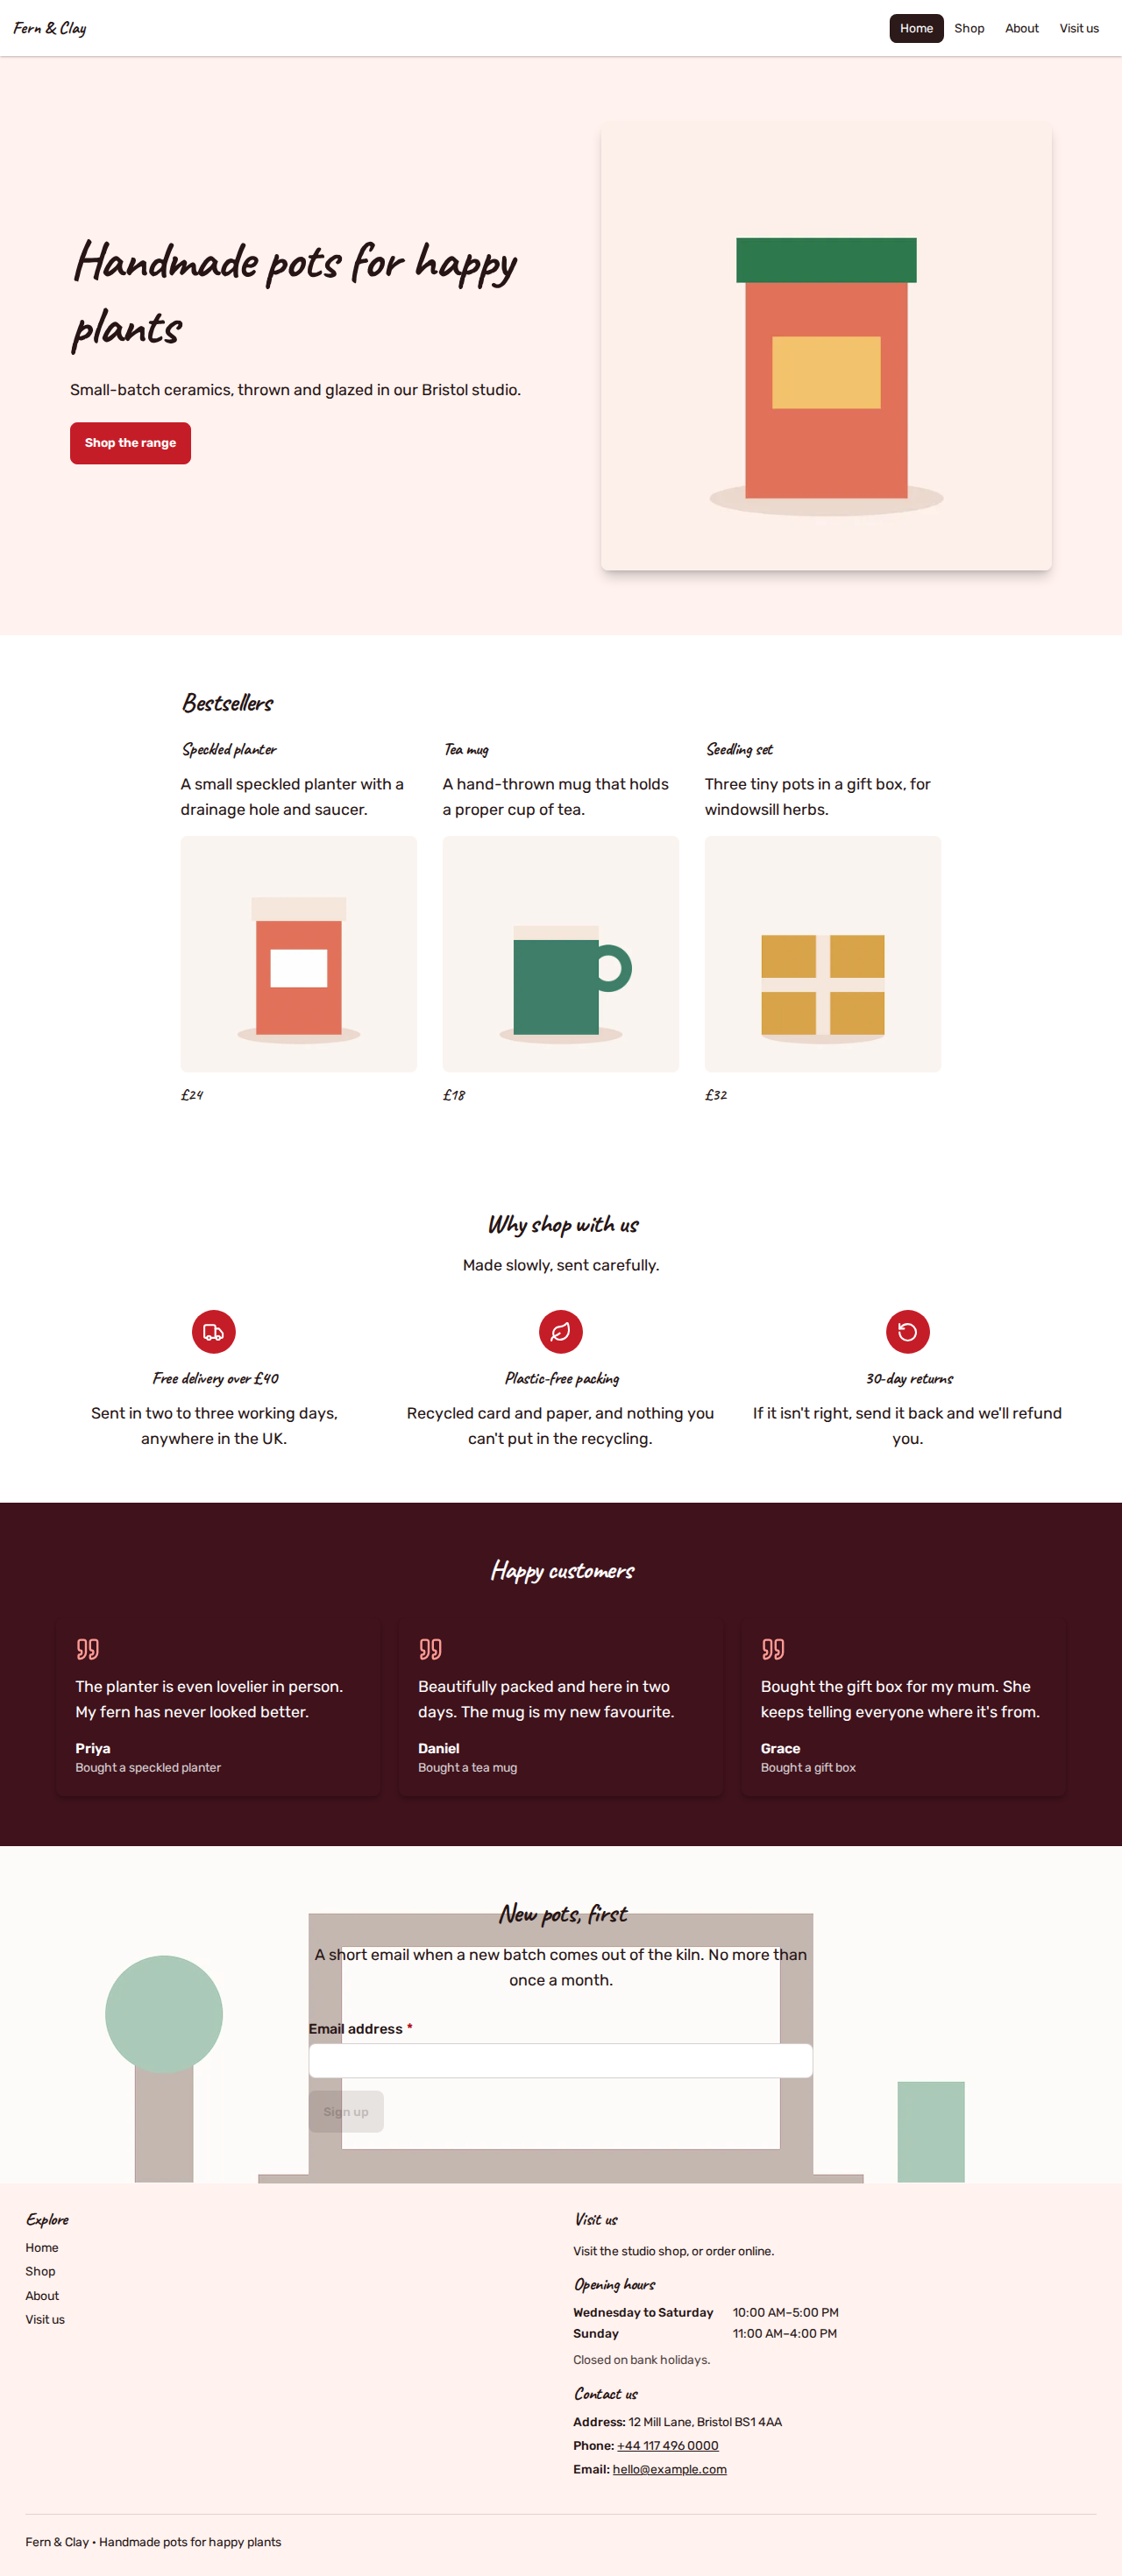 Fern & Clay
Home
Shop
About
Visit us
Handmade pots for happy
plants
Small-batch ceramics, thrown and glazed in our Bristol studio.
Shop the range
Bestsellers
Speckled planter
A small speckled planter with a
drainage hole and saucer.
£24
Tea mug
A hand-thrown mug that holds
a proper cup of tea.
£18
Seedling set
Three tiny pots in a gift box, for
windowsill herbs.
£32
Why shop with us
Made slowly, sent carefully.
Free delivery over £40
Sent in two to three working days,
anywhere in the UK.
Plastic-free packing
Recycled card and paper, and nothing you
can't put in the recycling.
30-day returns
If it isn't right, send it back and we'll refund
you.
Happy customers
The planter is even lovelier in person.
My fern has never looked better.
Priya
Bought a speckled planter
Beautifully packed and here in two
days. The mug is my new favourite.
Daniel
Bought a tea mug
Bought the gift box for my mum. She
keeps telling everyone where it's from.
Grace
Bought a gift box
New pots, first
A short email when a new batch comes out of the kiln. No more than
once a month.
Email address *
Sign up
Explore
Home
Shop
About
Visit us
Visit us
Visit the studio shop, or order online.
Opening hours
Wednesday to Saturday 10:00 AM–5:00 PM
Sunday 11:00 AM–4:00 PM
Closed on bank holidays.
Contact us
Address: 12 Mill Lane, Bristol BS1 4AA
Phone: +44 117 496 0000
Email: hello@example.com
Fern & Clay • Handmade pots for happy plants